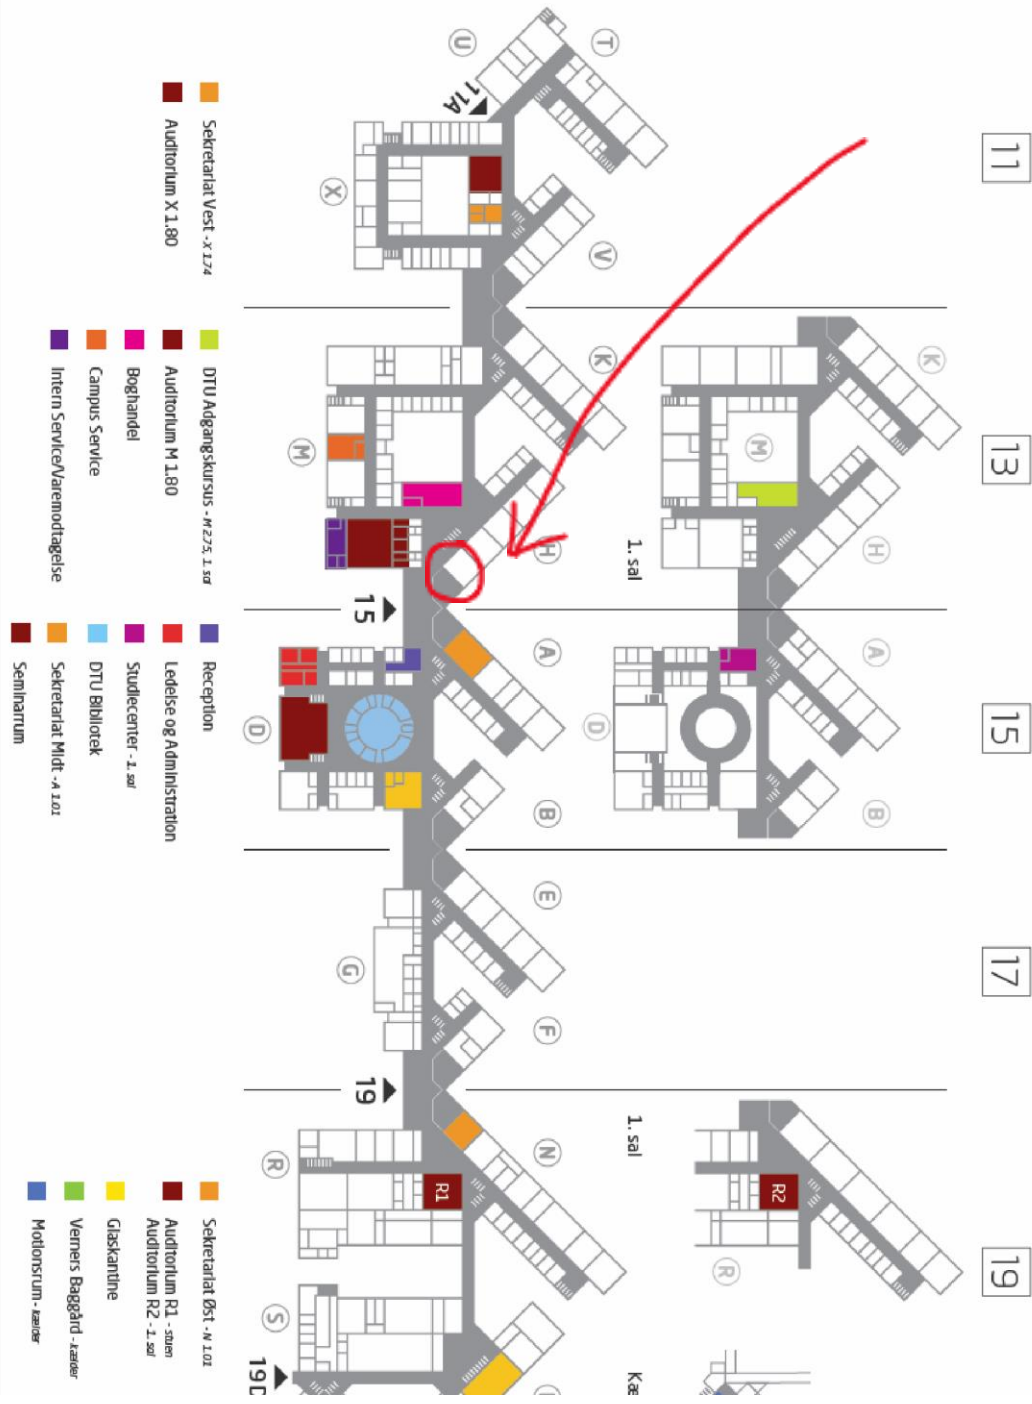 11
13
15
17
19
K
H
A
B
M
D
R2
R
1. sal
1. sal
Kæ
T
V
K
H
A
B
E
F
N
U
11A
X
M
15
D
G
19
R1
R
S
19D
Sekretariat Vest - X 1.74
Auditorium X 1.80
DTU Adgangskursus - M 2.75, 1. sal
Auditorium M 1.80
Boghandel
Campus Service
Intern Service/Varemodtagelse
Reception
Ledelse og Administration
Studiecenter - 1. sal
DTU Bibliotek
Sekretariat Midt - A 1.01
Seminarrum
Sekretariat Øst - N 1.01
Auditorium R1 - stuen
Auditorium R2 - 1. sal
Glaskantine
Verners Baggård - kælder
Motionsrum - kælder